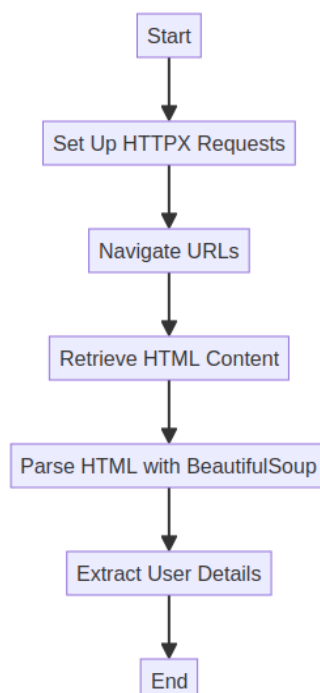 Start
Set Up HTTPX Requests
Navigate URLs
Retrieve HTML Content
Parse HTML with BeautifulSoup
Extract User Details
End